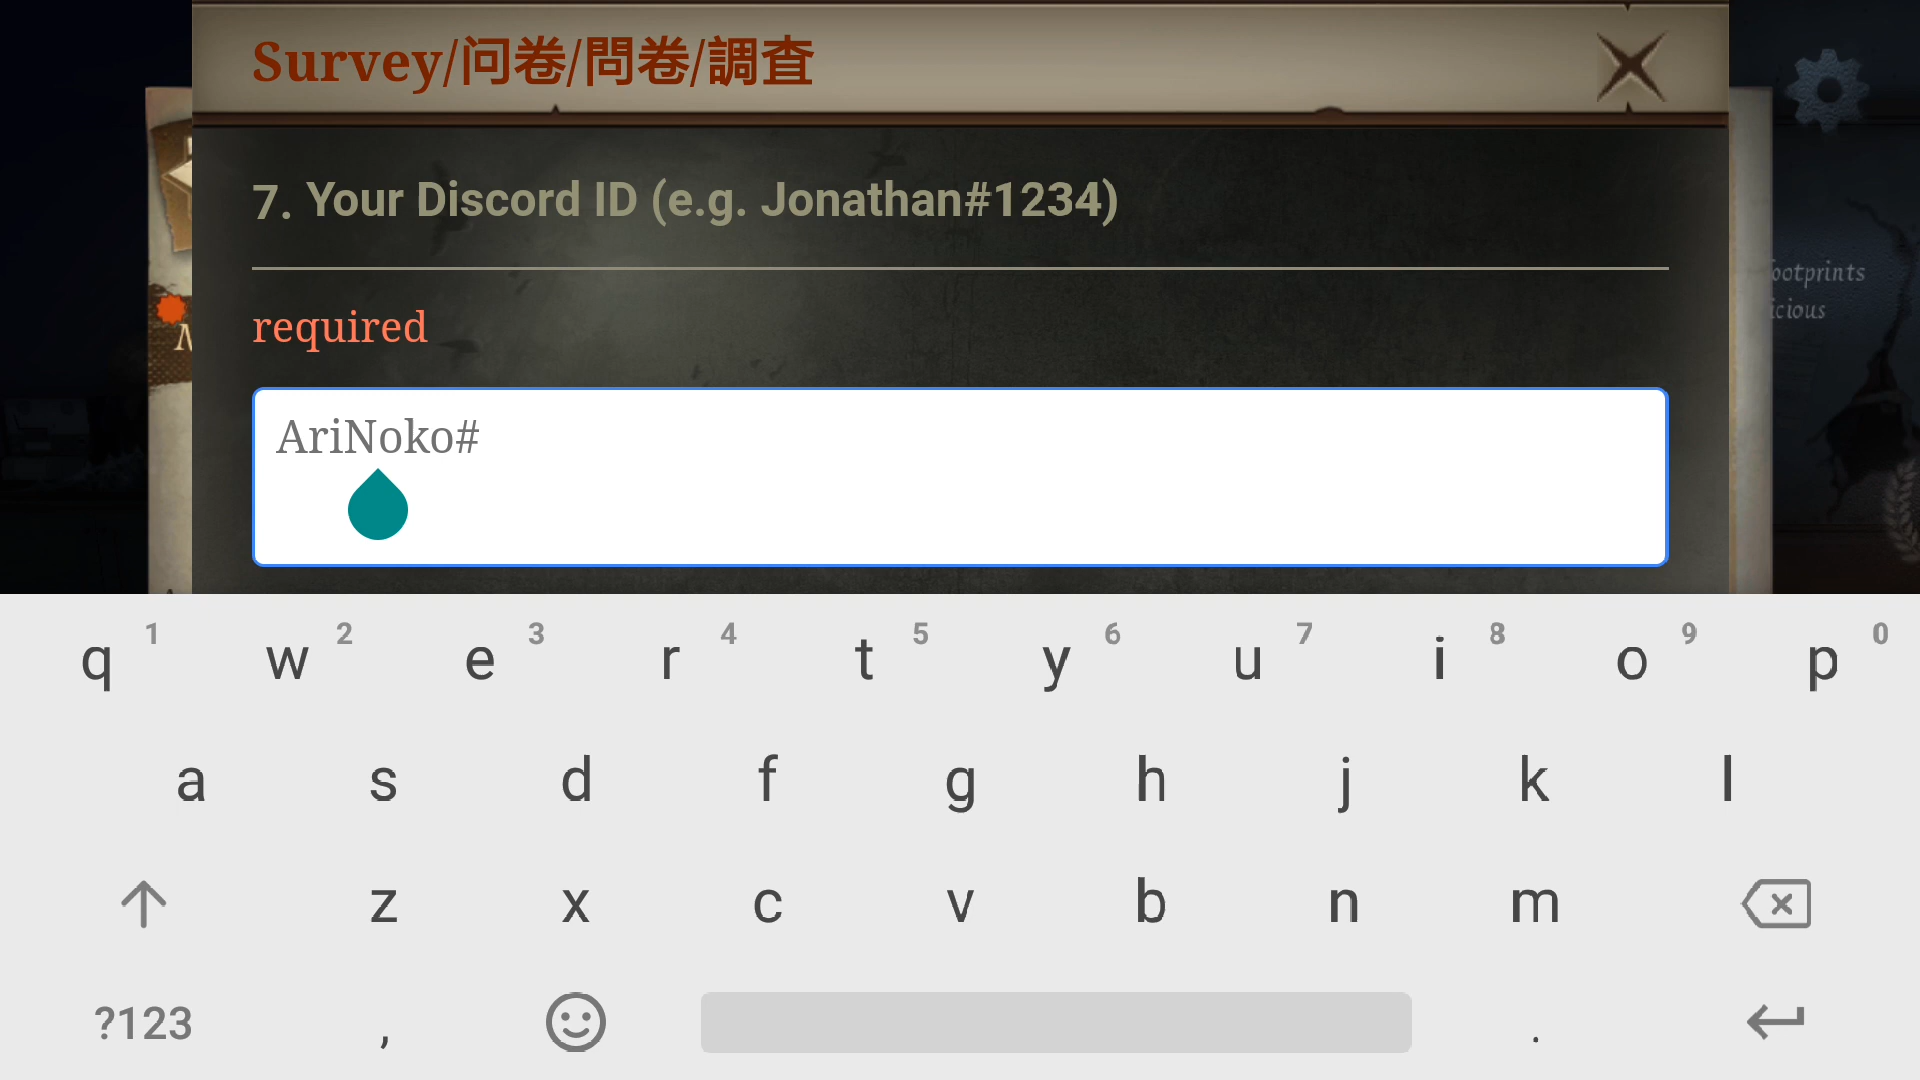 Survey/问卷/問卷/調査
7. Your Discord ID (e.g. Jonathan#1234)
ootprints
icious
required
AriNoko#
q 1 w 2 e 3 r 4 t 5 y 6 u 7 i 8 o 9 p 0
a s d f g h j k l
z x c v b n m
?123 , .